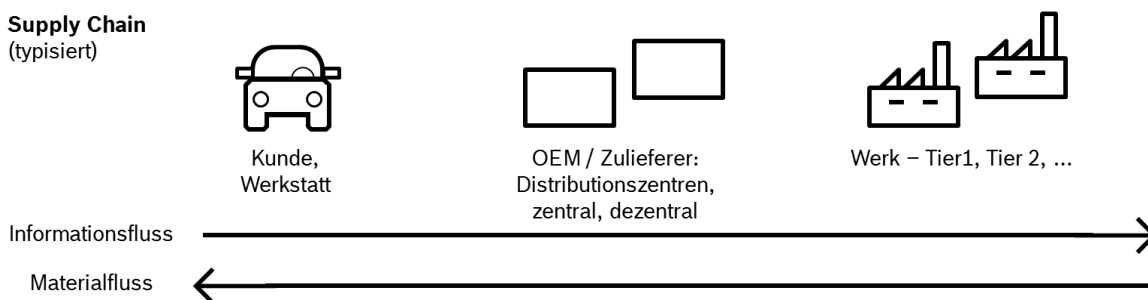 Supply Chain
(typisiert)
Kunde,
Werkstatt
OEM / Zulieferer:
Distributionszentren,
zentral, dezentral
Werk – Tier1, Tier 2, ...
Informationsfluss
Materialfluss